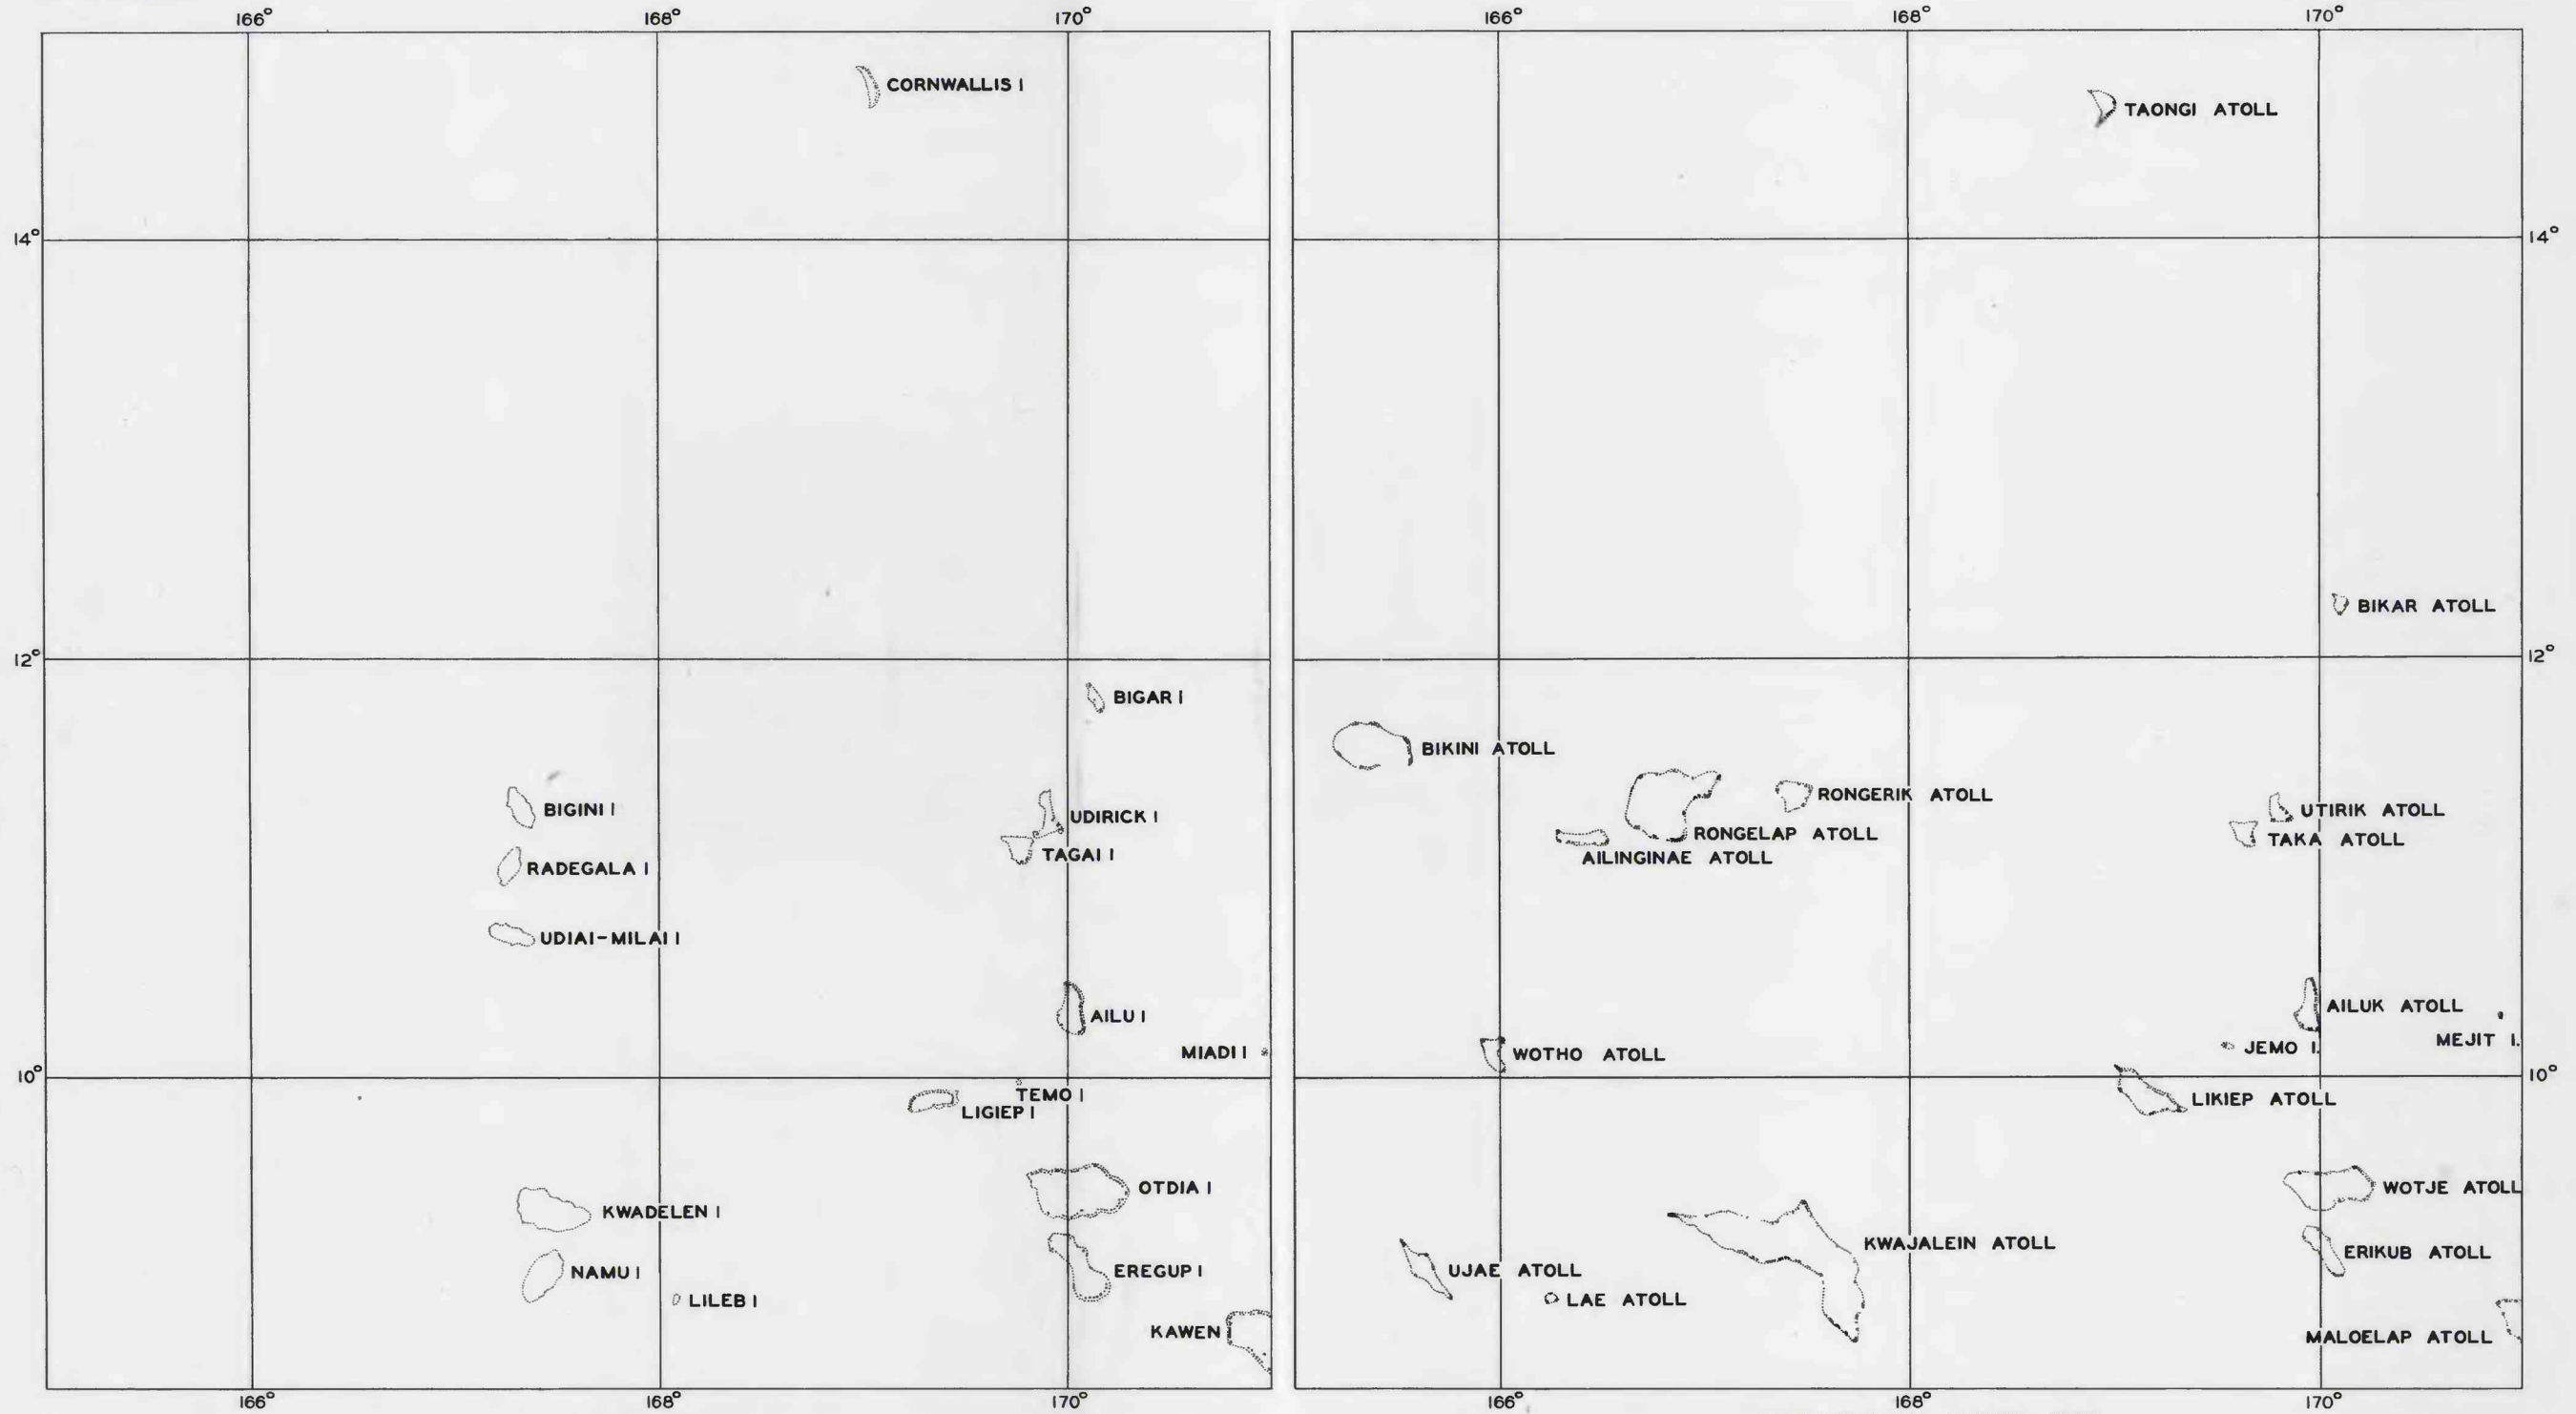 166°
168°
170°
CORNWALLIS I
14°
12°
BIGAR I
BIGINI I
UDIRICK I
TAGAI I
RADEGALA I
UDIAI-MILAI I
AILU I
MIADI I
10°
TEMO I
LIGIEP I
OTDIA I
KWADELEN I
NAMU I
EREGUP I
LILEB I
KAWEN
166°
168°
170°
166°
168°
170°
TAONGI ATOLL
14°
BIKAR ATOLL
12°
BIKINI ATOLL
RONGERIK ATOLL
UTIRIK ATOLL
RONGELAP ATOLL
TAKA ATOLL
AILINGINAE ATOLL
AILUK ATOLL
MEJIT I.
JEMO I.
WOTHO ATOLL
10°
LIKIEP ATOLL
WOTJE ATOLL
KWAJALEIN ATOLL
ERIKUB ATOLL
UJAE ATOLL
LAE ATOLL
MALOELAP ATOLL
166°
168°
170°